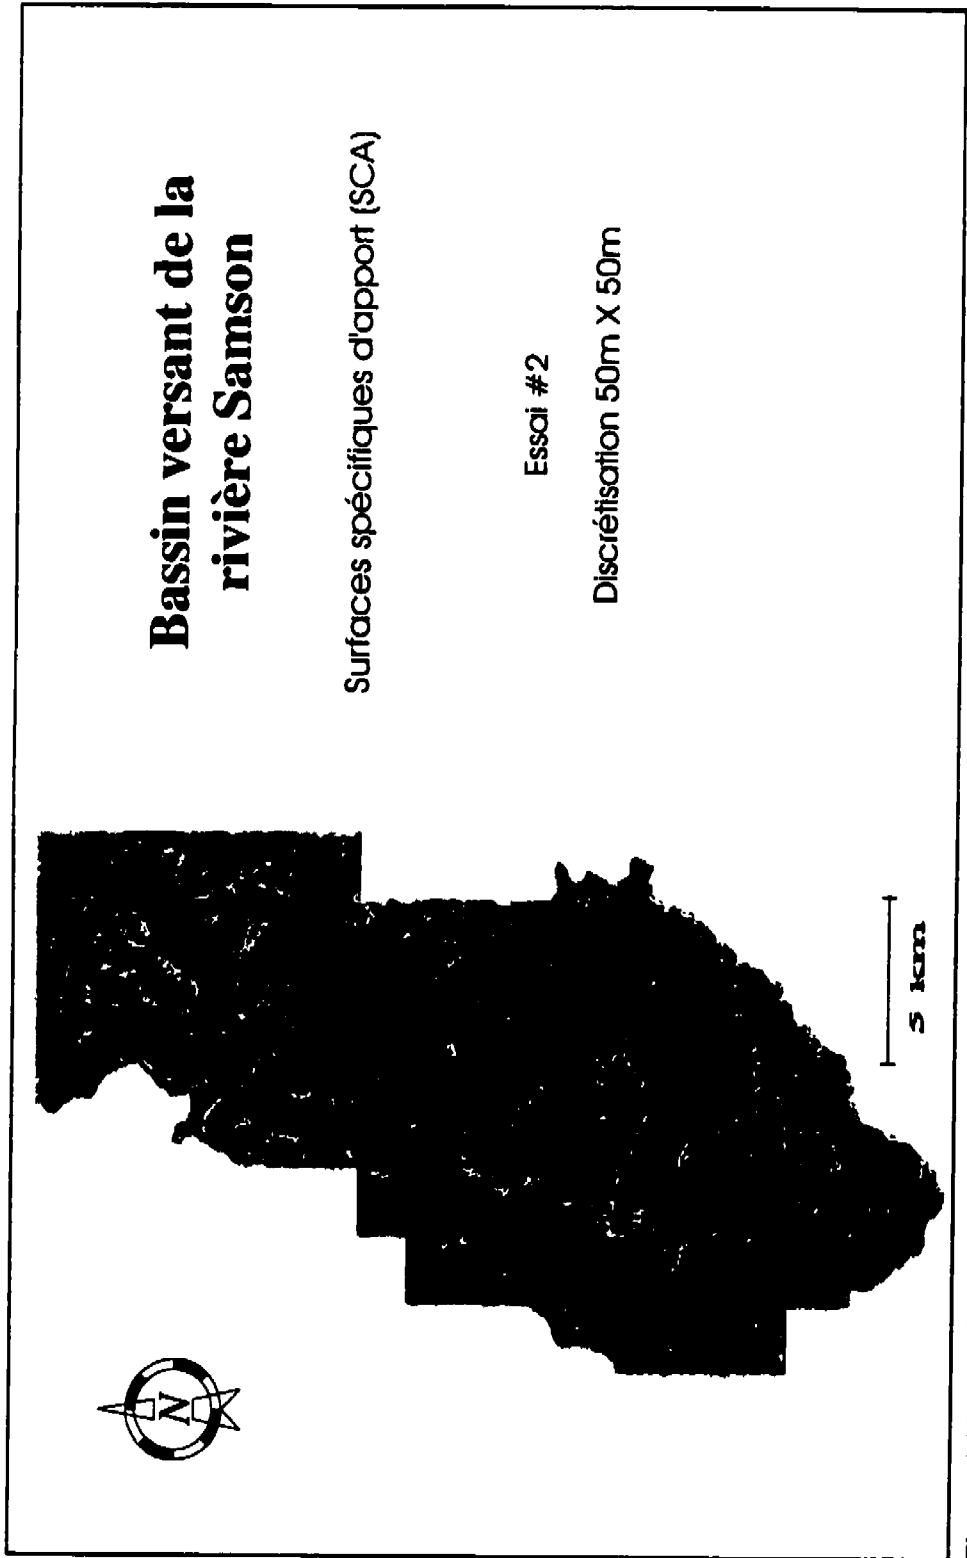 Bassin versant de la
rivière Samson
Surfaces spécifiques d'apport (SCA)
Essai #2
Discrétisation 50m X 50m
N
5 km